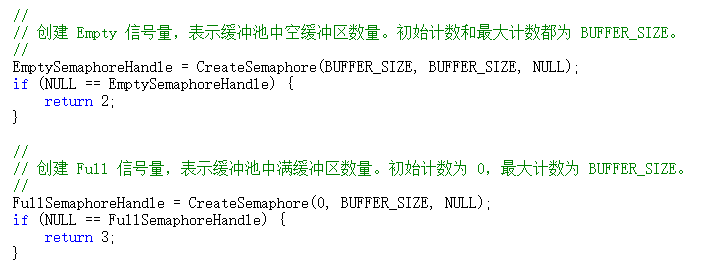 //
// 创建 Empty 信号量，表示缓冲池中空缓冲区数量。初始计数和最大计数都为 BUFFER_SIZE。
//
EmptySemaphoreHandle = CreateSemaphore(BUFFER_SIZE, BUFFER_SIZE, NULL);
if (NULL == EmptySemaphoreHandle) {
    return 2;
}

//
// 创建 Full 信号量，表示缓冲池中满缓冲区数量。初始计数为 0，最大计数为 BUFFER_SIZE。
//
FullSemaphoreHandle = CreateSemaphore(0, BUFFER_SIZE, NULL);
if (NULL == FullSemaphoreHandle) {
    return 3;
}